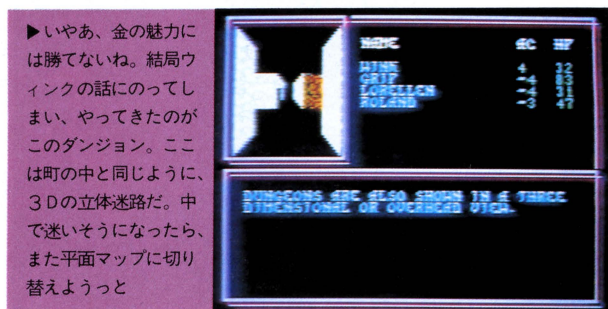 ▶いやあ、金の魅力に
は勝てないね。結局ウ
ィンクの話にのってし
まい、やってきたのが
このダンジョン。ここ
は町の中と同じように、
3Dの立体迷路だ。中
で迷いそうになったら、
また平面マップに切り
替えようっと
NAME AC HP
WINK 4 32
GRIP -4 83
LORELLEN -4 31
ROLAND -3 47
DUNGEONS ARE ALSO SHOWN IN A THREE
DIMENSIONAL OR OVERHEAD VIEW.